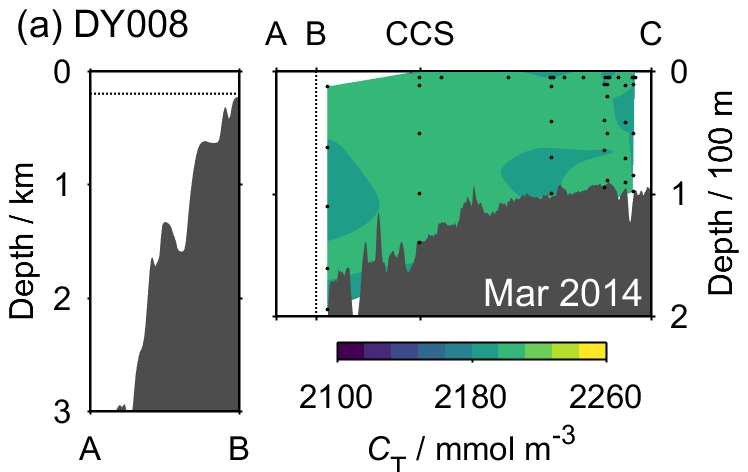 (a) DY008
A B CCS C
0
1
2
3
Depth / km
A B
0
1
2
Depth / 100 m
Mar 2014
2100 2180 2260
C_T / mmol m⁻³